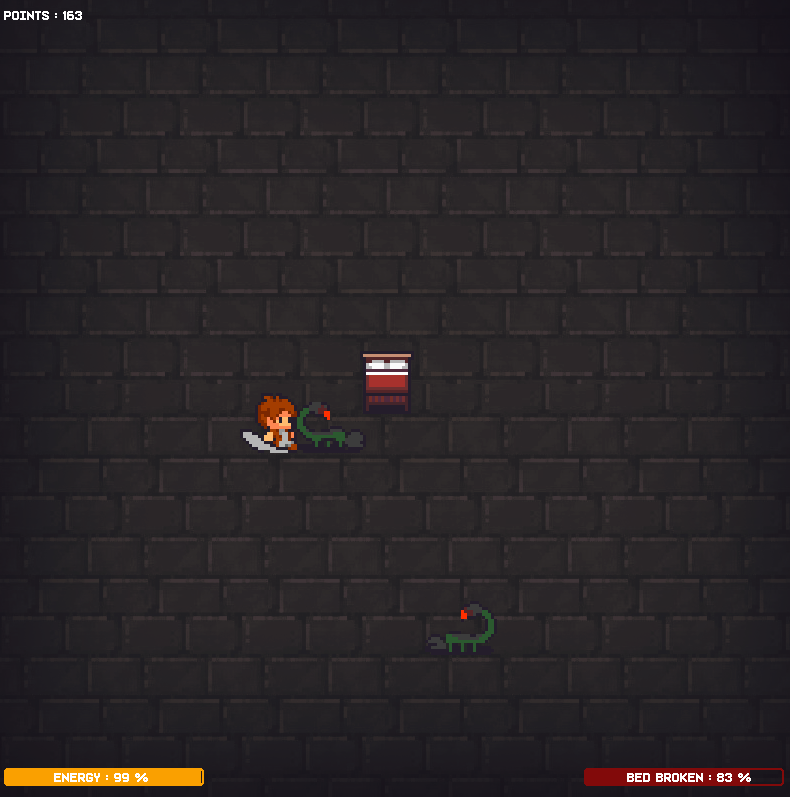 POINTS : 163
ENERGY : 99 %
BED BROKEN : 83 %